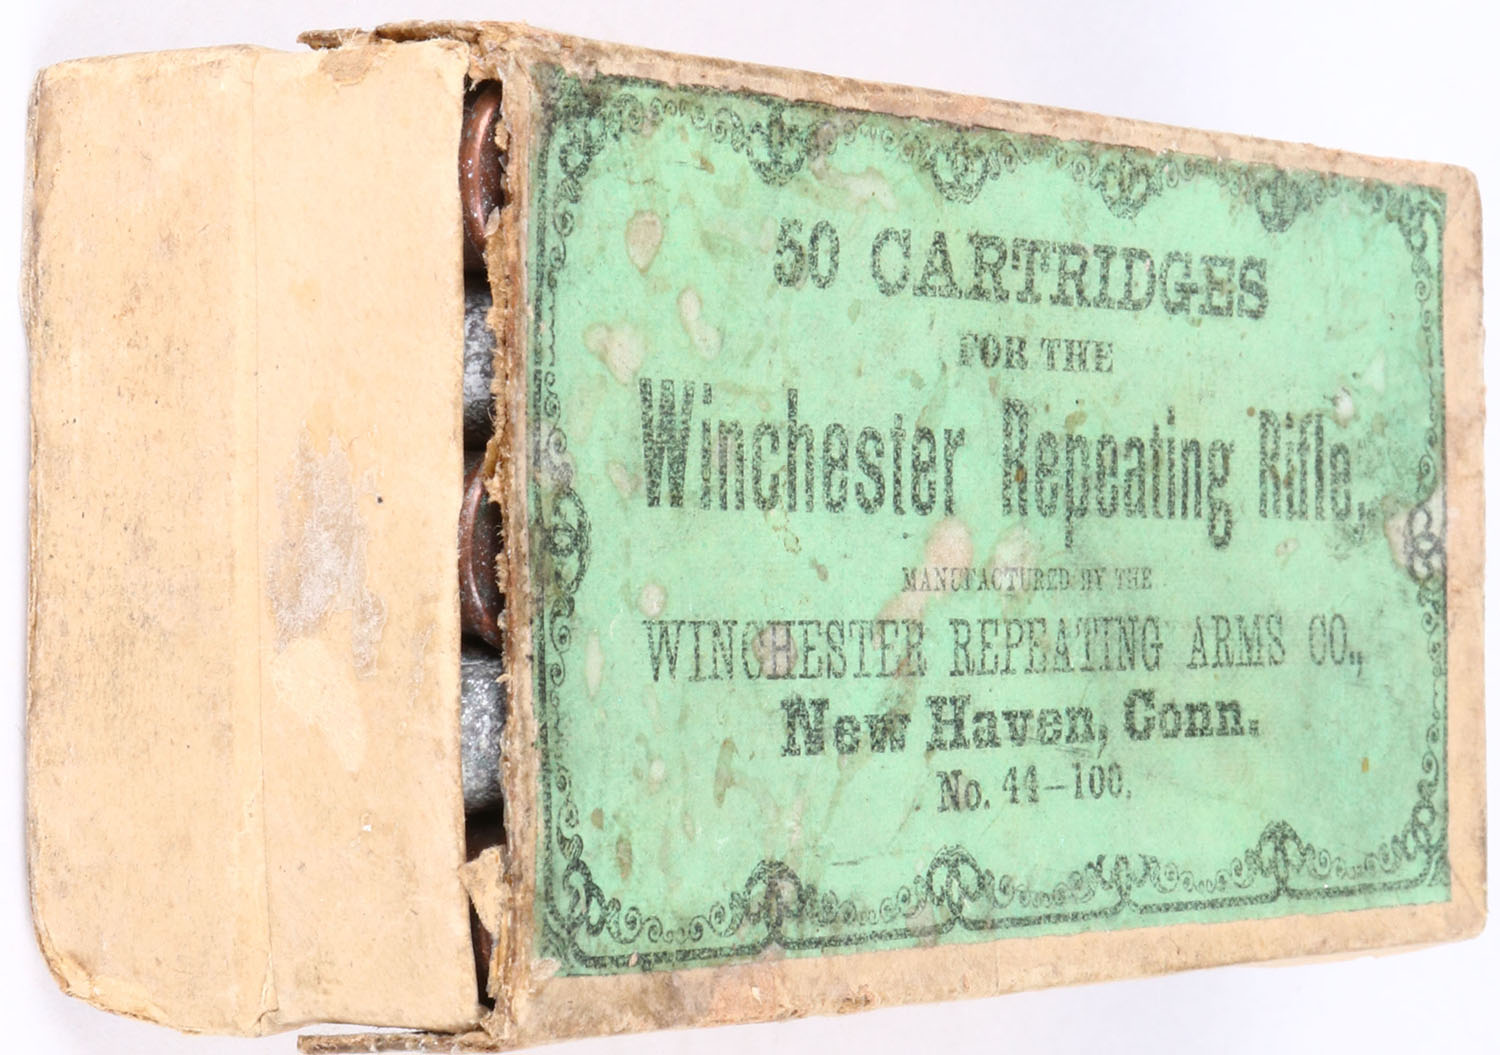 50 CARTRIDGES
FOR THE
Winchester Repeating Rifle,
MANUFACTURED BY THE
WINCHESTER REPEATING ARMS CO.,
New Haven, Conn.
No. 44-100.